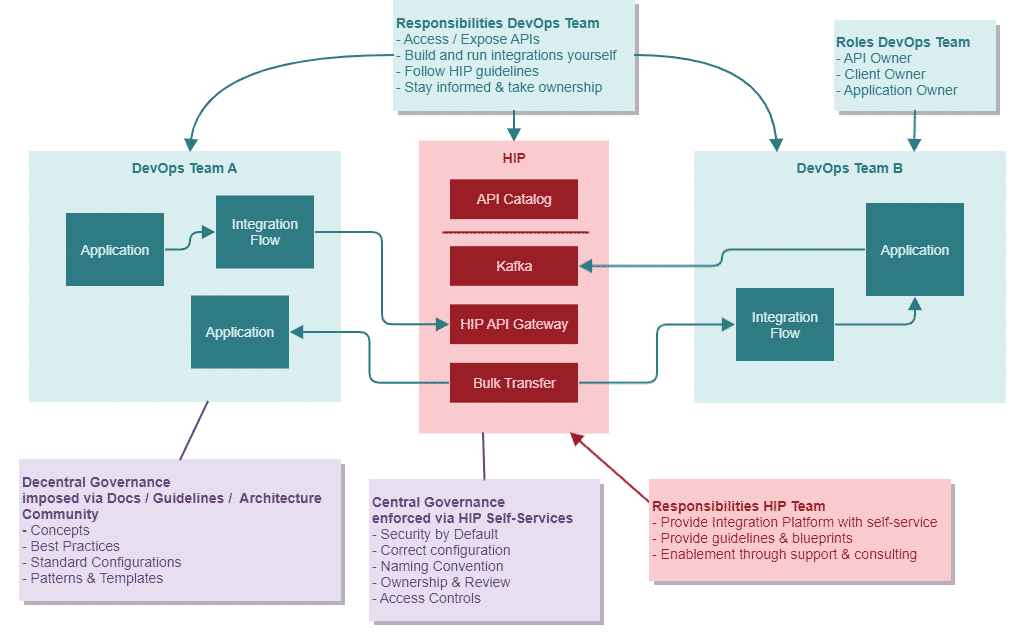 Responsibilities DevOps Team
- Access / Expose APIs
- Build and run integrations yourself
- Follow HIP guidelines
- Stay informed & take ownership
Roles DevOps Team
- API Owner
- Client Owner
- Application Owner
DevOps Team A
Application
Integration
Flow
Application
HIP
API Catalog
Kafka
HIP API Gateway
Bulk Transfer
DevOps Team B
Application
Integration
Flow
Decentral Governance
imposed via Docs / Guidelines / Architecture
Community
- Concepts
- Best Practices
- Standard Configurations
- Patterns & Templates
Central Governance
enforced via HIP Self-Services
- Security by Default
- Correct configuration
- Naming Convention
- Ownership & Review
- Access Controls
Responsibilities HIP Team
- Provide Integration Platform with self-service
- Provide guidelines & blueprints
- Enablement through support & consulting